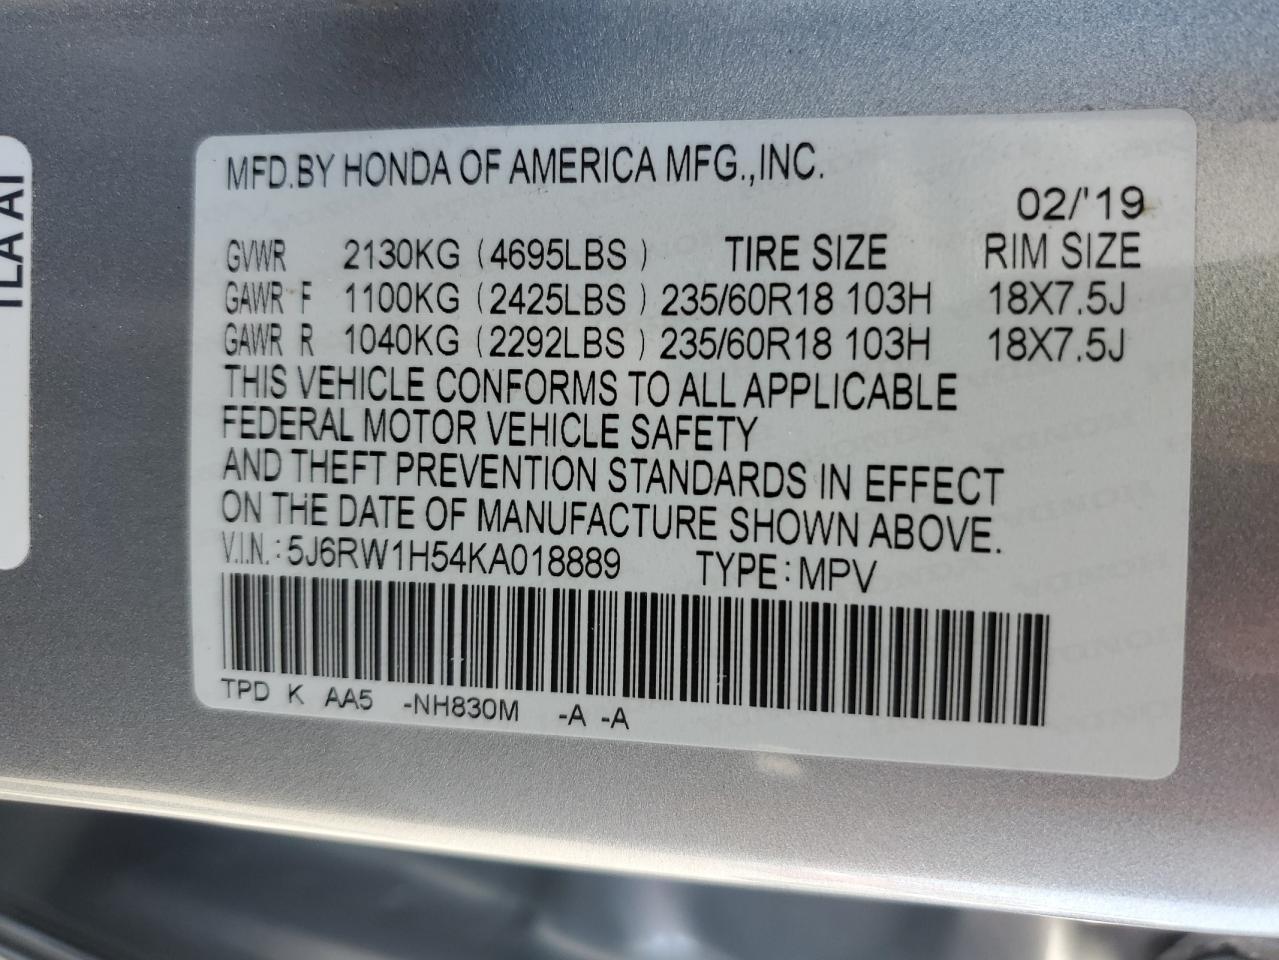 MFD.BY HONDA OF AMERICA MFG.,INC.
02/'19
GVWR 2130KG (4695LBS ) TIRE SIZE RIM SIZE
GAWR F 1100KG (2425LBS ) 235/60R18 103H 18X7.5J
GAWR R 1040KG (2292LBS ) 235/60R18 103H 18X7.5J
THIS VEHICLE CONFORMS TO ALL APPLICABLE
FEDERAL MOTOR VEHICLE SAFETY
AND THEFT PREVENTION STANDARDS IN EFFECT
ON THE DATE OF MANUFACTURE SHOWN ABOVE.
V.I.N.: 5J6RW1H54KA018889 TYPE: MPV
TPD K AA5 -NH830M -A -A